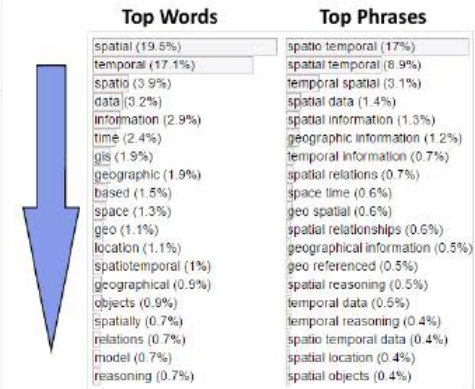 Top Words
Top Phrases
spatial (19.5%)
temporal (17.1%)
spatio (3.9%)
data (3.2%)
information (2.9%)
time (2.4%)
gis (1.9%)
geographic (1.9%)
based (1.5%)
space (1.3%)
geo (1.1%)
location (1.1%)
spatiotemporal (1%)
geographical (0.9%)
objects (0.9%)
spatially (0.7%)
relations (0.7%)
model (0.7%)
reasoning (0.7%)
spatio temporal (17%)
spatial temporal (8.9%)
temporal spatial (3.1%)
spatial data (1.4%)
spatial information (1.3%)
geographic information (1.2%)
temporal information (0.7%)
spatial relations (0.7%)
space time (0.6%)
geo spatial (0.6%)
spatial relationships (0.6%)
geographical information (0.5%)
geo referenced (0.5%)
spatial reasoning (0.5%)
temporal data (0.5%)
temporal reasoning (0.4%)
spatio temporal data (0.4%)
spatial location (0.4%)
spatial objects (0.4%)